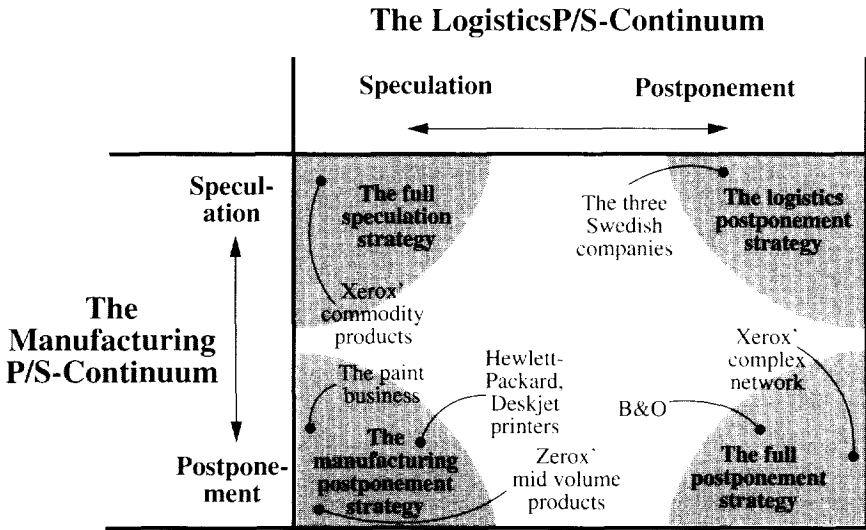 The LogisticsP/S-Continuum
Speculation
Postponement
Specul-
ation
The
Manufacturing
P/S-Continuum
Postpone-
ment
The full
speculation
strategy
Xerox`
commodity
products
The three
Swedish
companies
The logistics
postponement
strategy
The paint
business
Hewlett-
Packard,
Deskjet
printers
The
manufacturing
postponement
strategy
Zerox`
mid volume
products
B&O
Xerox`
complex
network
The full
postponement
strategy